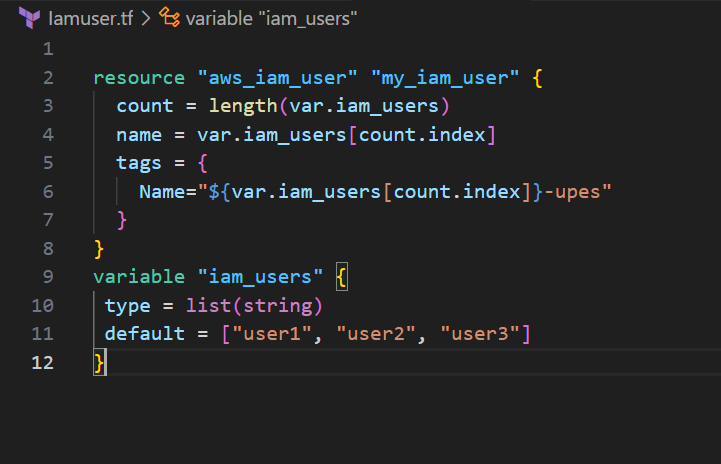 Iamuser.tf > variable "iam_users"
1
2 resource "aws_iam_user" "my_iam_user" {
3 count = length(var.iam_users)
4 name = var.iam_users[count.index]
5 tags = {
6 Name="${var.iam_users[count.index]}-upes"
7 }
8 }
9 variable "iam_users" {
10 type = list(string)
11 default = ["user1", "user2", "user3"]
12 }